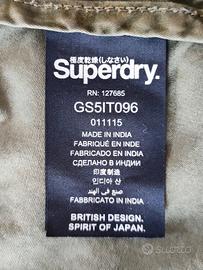 極度乾燥(しなさい)
Superdry.
RN: 127685
GS5IT096
011115
MADE IN INDIA
FABRIQUÉ EN INDE
FABRICADO EN INDIA
СДЕЛАНО В ИНДИИ
印度制造
인디아 산
صنع في الهند
FABBRICATO IN INDIA
BRITISH DESIGN.
SPIRIT OF JAPAN.
subito